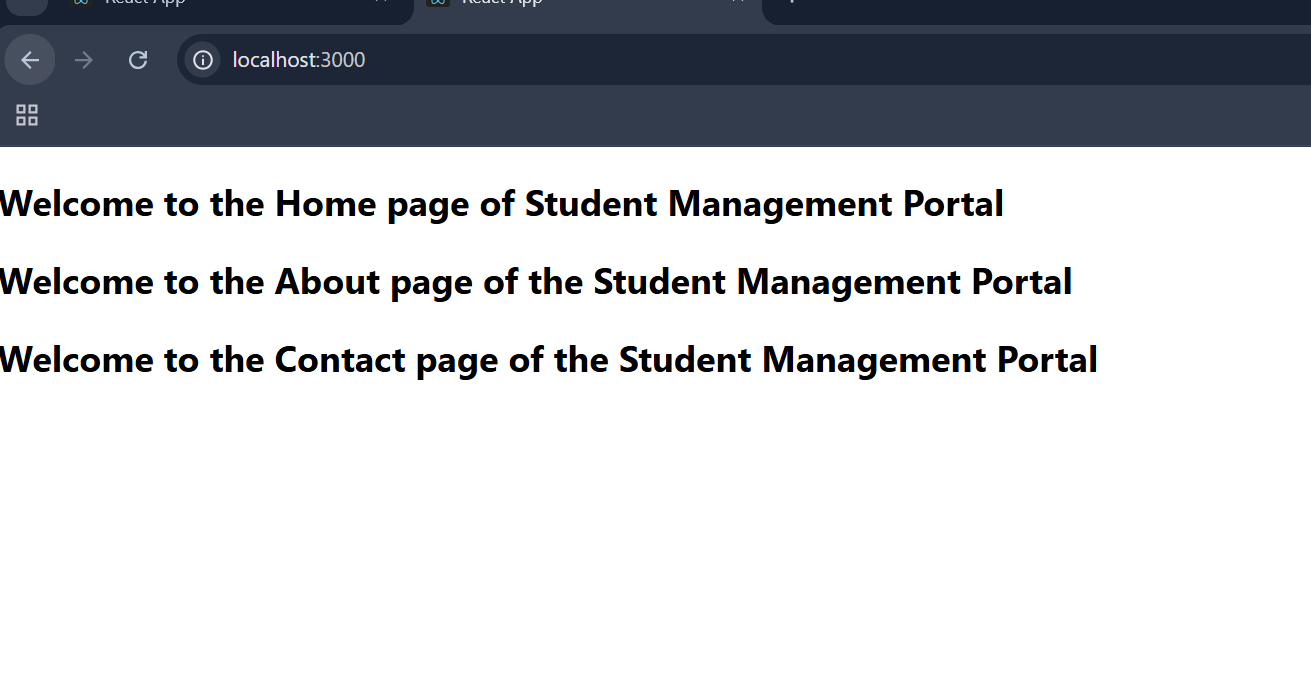 React App
React App
localhost:3000
Welcome to the Home page of Student Management Portal
Welcome to the About page of the Student Management Portal
Welcome to the Contact page of the Student Management Portal